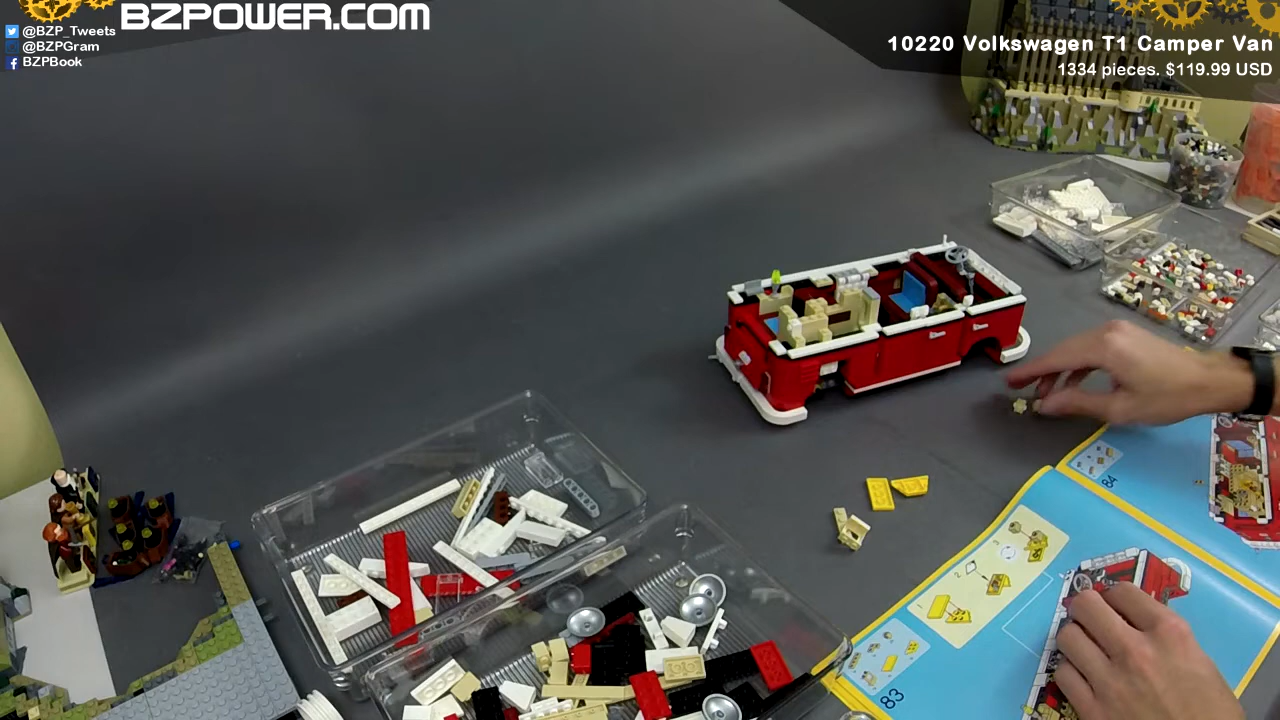 BZPOWER.COM
@BZP_Tweets
@BZPGram
BZPBook
10220 Volkswagen T1 Camper Van
1334 pieces. $119.99 USD
84
83